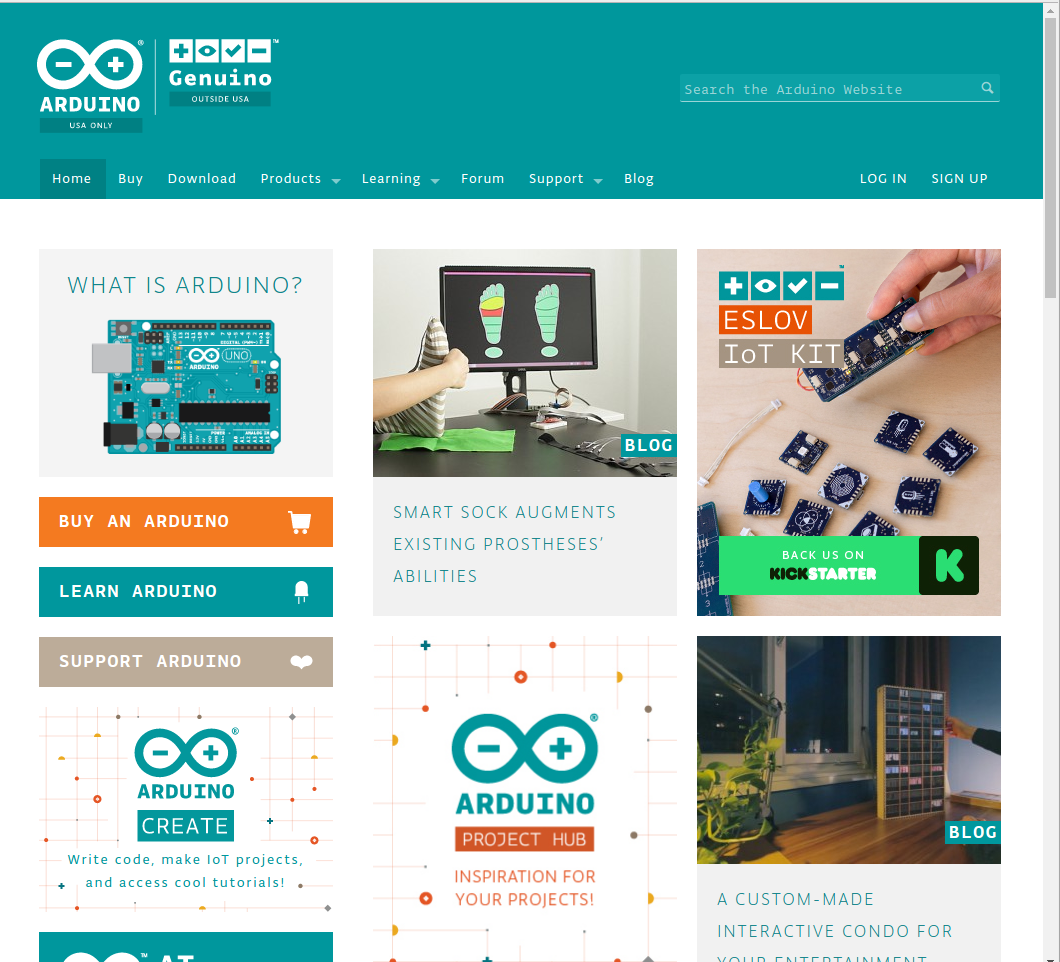 ARDUINO
USA ONLY
Genuino
OUTSIDE USA
Search the Arduino Website
Home Buy Download Products Learning Forum Support Blog LOG IN SIGN UP
WHAT IS ARDUINO?
ARDUINO
UNO
BUY AN ARDUINO
LEARN ARDUINO
SUPPORT ARDUINO
ARDUINO
CREATE
Write code, make IoT projects,
and access cool tutorials!
BLOG
SMART SOCK AUGMENTS
EXISTING PROSTHESES'
ABILITIES
ARDUINO
PROJECT HUB
INSPIRATION FOR
YOUR PROJECTS!
ESLOV
IoT KIT
BACK US ON
KICKSTARTER
K
BLOG
A CUSTOM-MADE
INTERACTIVE CONDO FOR
YOUR ENTERTAINMENT